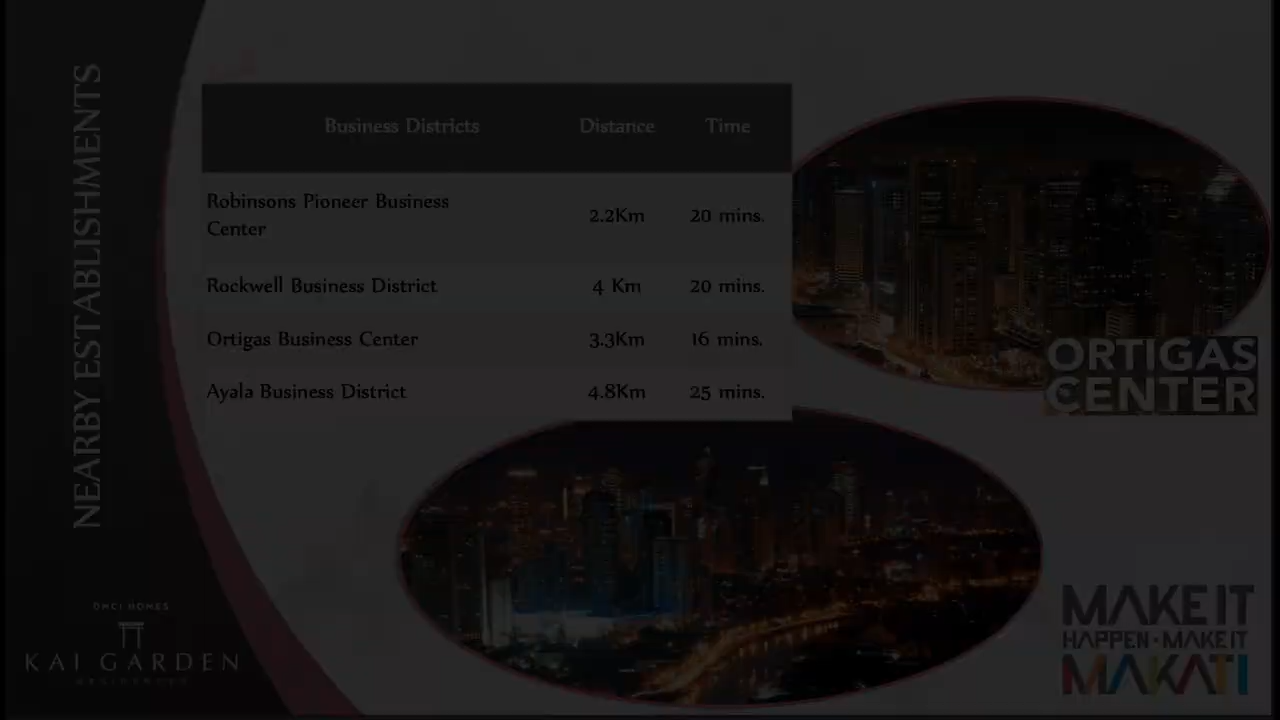 NEARBY ESTABLISHMENTS
Business Districts Distance Time
Robinsons Pioneer Business
Center 2.2Km 20 mins.
Rockwell Business District 4 Km 20 mins.
Ortigas Business Center 3.3Km 16 mins.
Ayala Business District 4.8Km 25 mins.
ORTIGAS
CENTER
MAKE IT
HAPPEN · MAKE IT
MAKATI
DMCI HOMES
KAI GARDEN
RESIDENCES